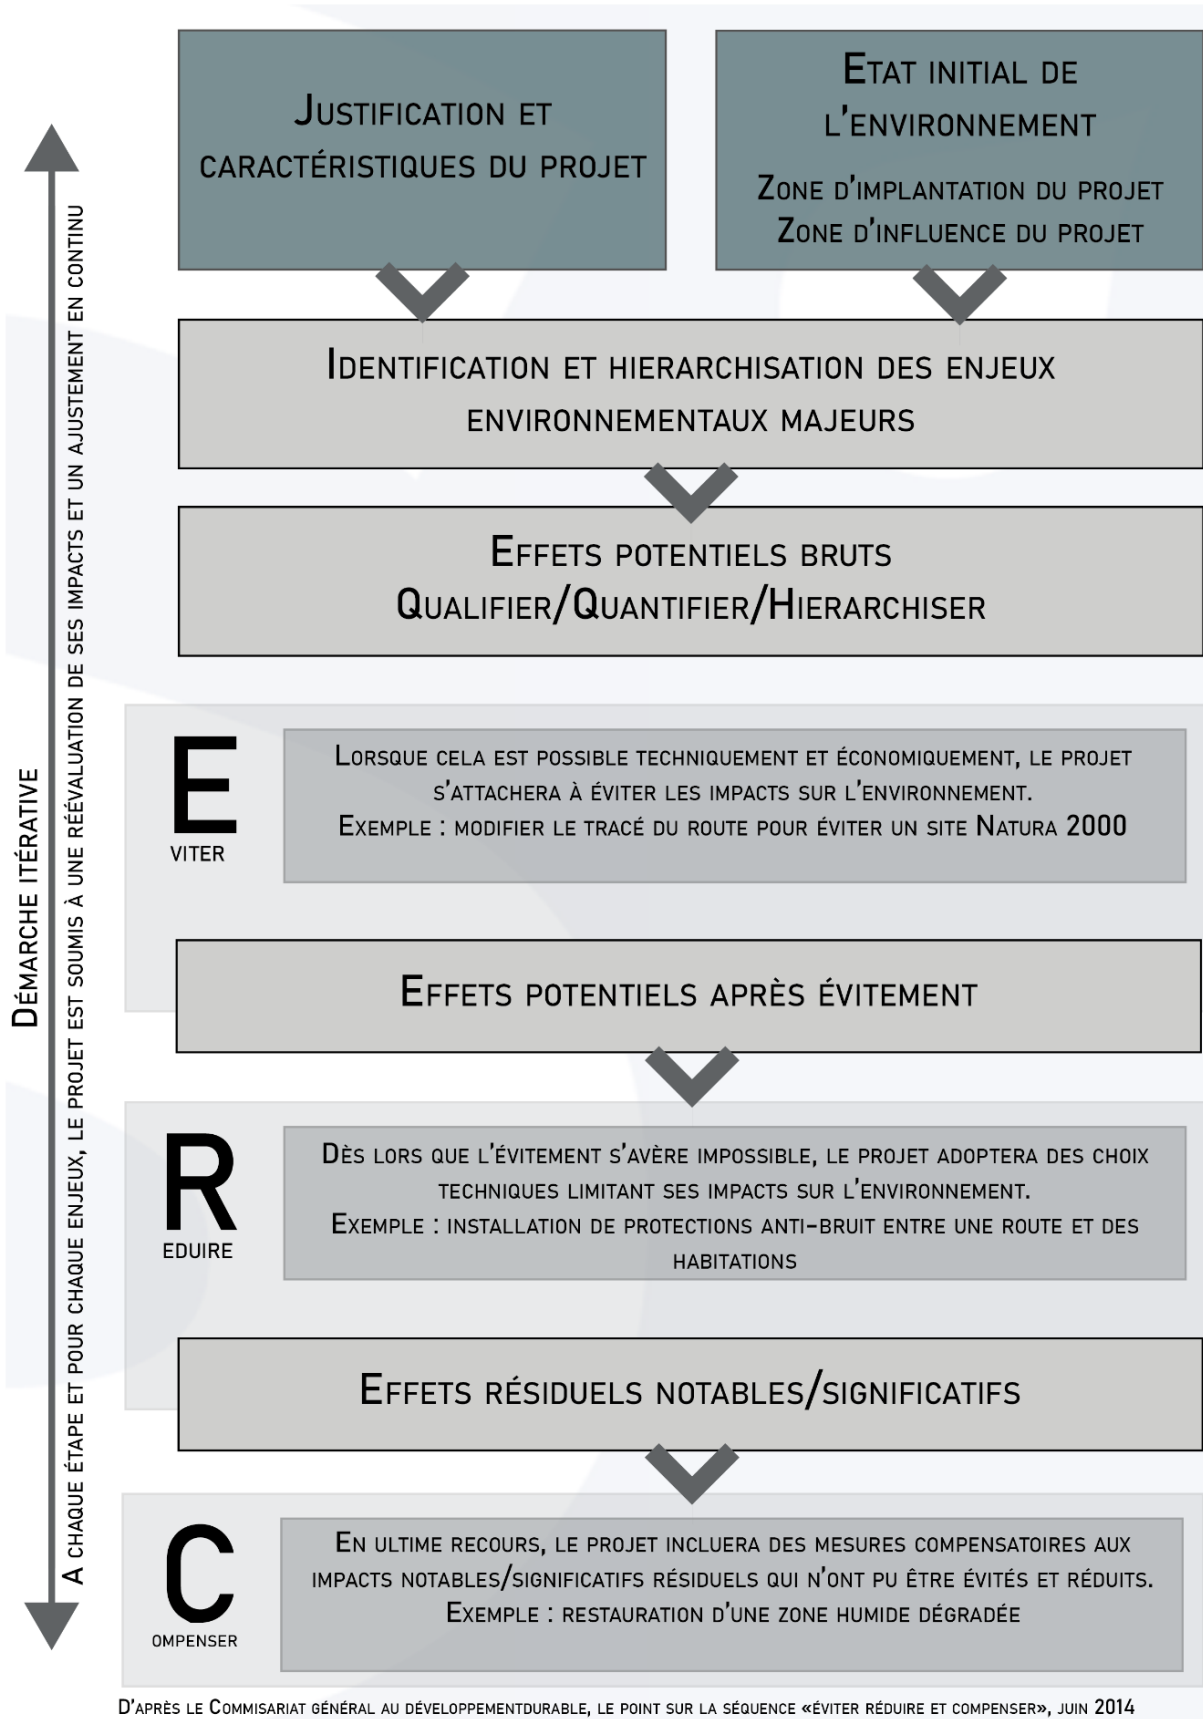 Justification et
caractéristiques du projet
Etat initial de
l'environnement
Zone d'implantation du projet
Zone d'influence du projet
Identification et hierarchisation des enjeux
environnementaux majeurs
Effets potentiels bruts
Qualifier/Quantifier/Hierarchiser
E
viter
Lorsque cela est possible techniquement et économiquement, le projet
s'attachera à éviter les impacts sur l'environnement.
Exemple : modifier le tracé du route pour éviter un site Natura 2000
Effets potentiels après évitement
R
eduire
Dès lors que l'évitement s'avère impossible, le projet adoptera des choix
techniques limitant ses impacts sur l'environnement.
Exemple : installation de protections anti-bruit entre une route et des
habitations
Effets résiduels notables/significatifs
C
ompenser
En ultime recours, le projet incluera des mesures compensatoires aux
impacts notables/significatifs résiduels qui n'ont pu être évités et réduits.
Exemple : restauration d'une zone humide dégradée
Démarche itérative
A chaque étape et pour chaque enjeux, le projet est soumis à une réévaluation de ses impacts et un ajustement en continu
D'après le Commisariat général au développementdurable, le point sur la séquence «éviter réduire et compenser», juin 2014